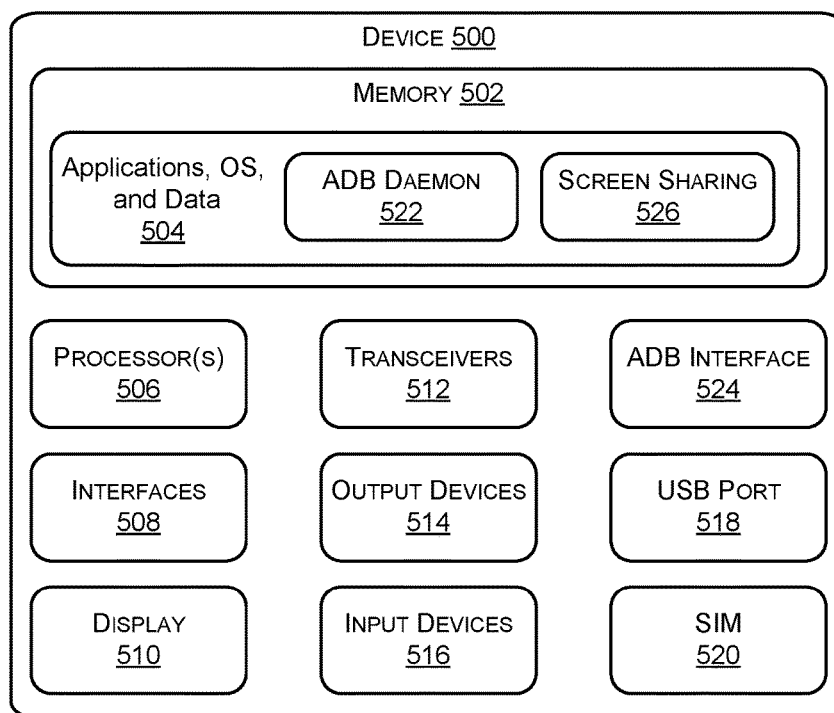 DEVICE 500
MEMORY 502
Applications, OS,
and Data
504
ADB DAEMON
522
SCREEN SHARING
526
PROCESSOR(S)
506
TRANSCEIVERS
512
ADB INTERFACE
524
INTERFACES
508
OUTPUT DEVICES
514
USB PORT
518
DISPLAY
510
INPUT DEVICES
516
SIM
520